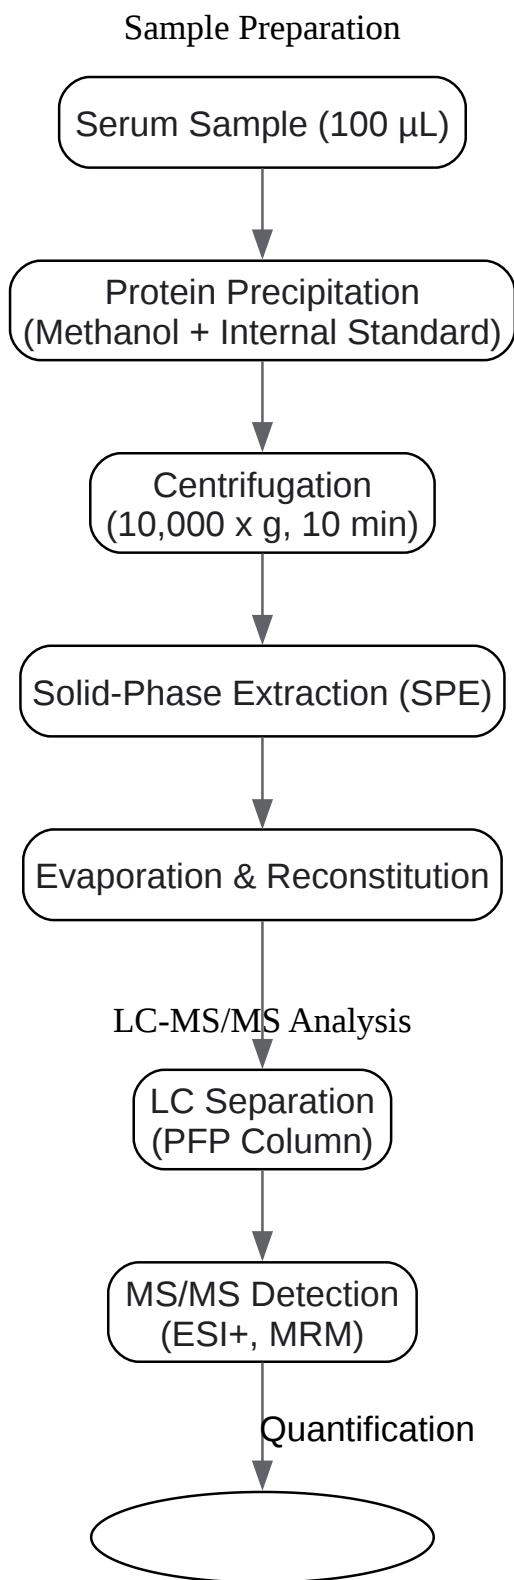 Sample Preparation
Serum Sample (100 µL)
Protein Precipitation
(Methanol + Internal Standard)
Centrifugation
(10,000 x g, 10 min)
Solid-Phase Extraction (SPE)
Evaporation & Reconstitution
LC-MS/MS Analysis
LC Separation
(PFP Column)
MS/MS Detection
(ESI+, MRM)
Quantification